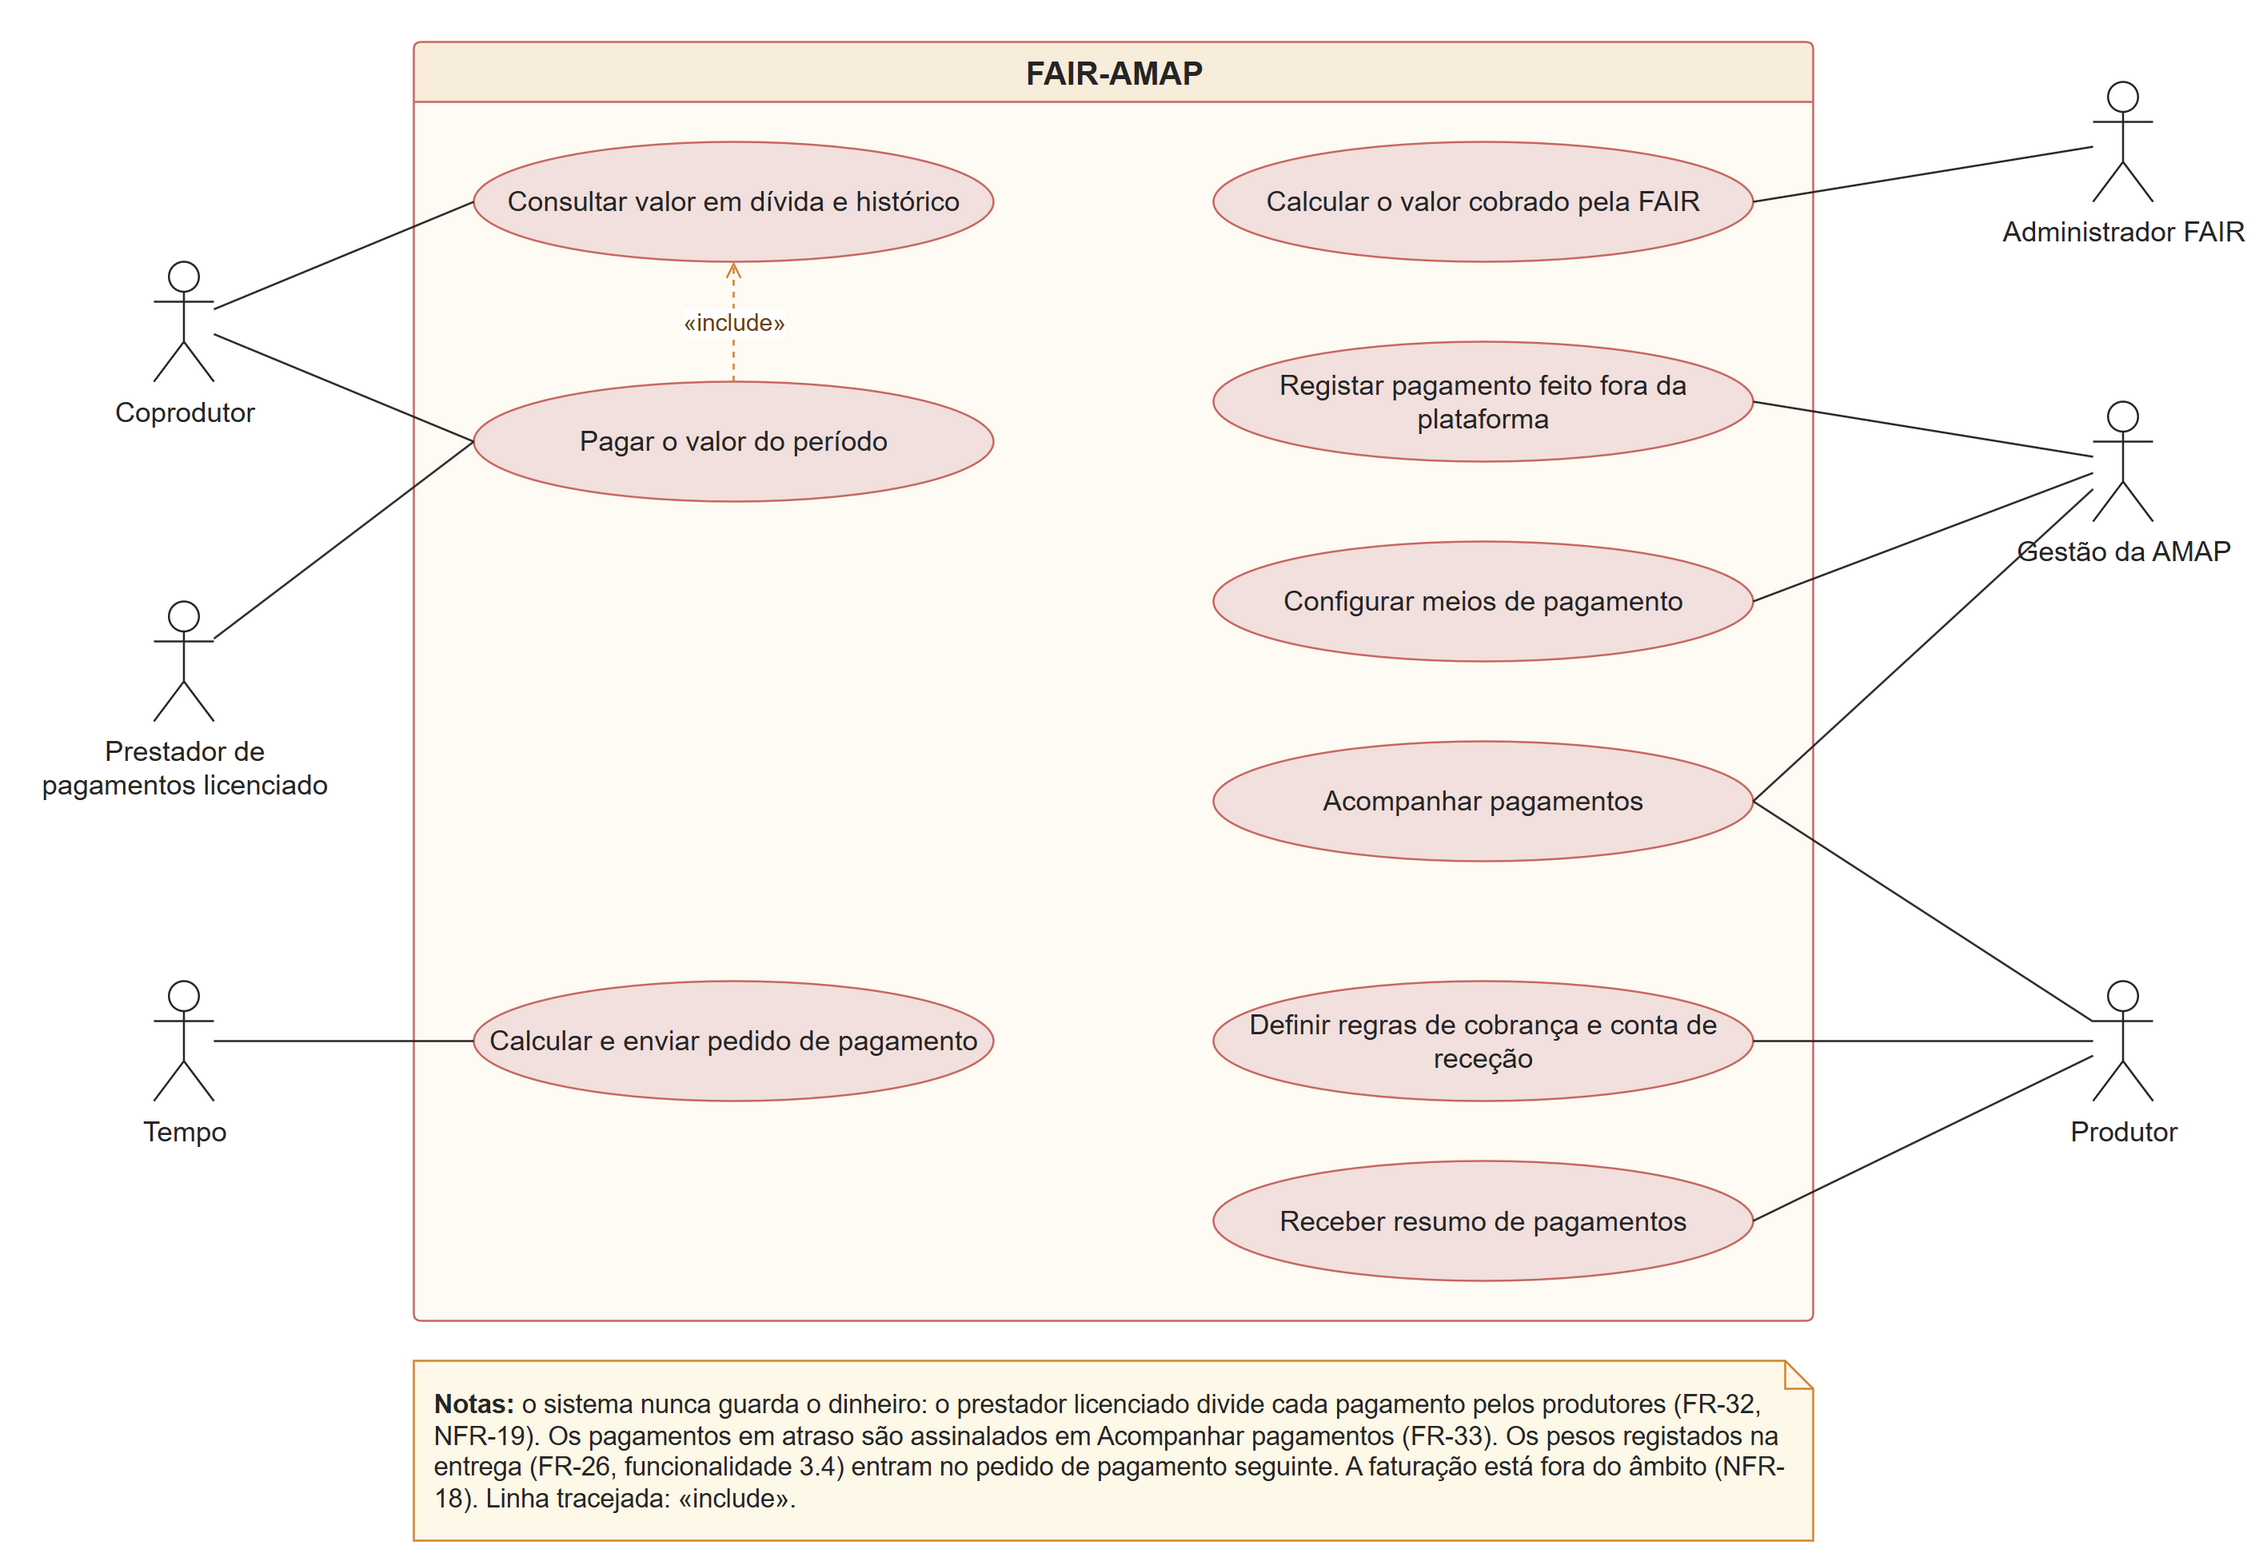 FAIR-AMAP
Consultar valor em dívida e histórico
Calcular o valor cobrado pela FAIR
Administrador FAIR
«include»
Registar pagamento feito fora da
plataforma
Coprodutor
Pagar o valor do período
Gestão da AMAP
Configurar meios de pagamento
Prestador de
pagamentos licenciado
Acompanhar pagamentos
Calcular e enviar pedido de pagamento
Definir regras de cobrança e conta de
receção
Tempo
Produtor
Receber resumo de pagamentos
Notas: o sistema nunca guarda o dinheiro: o prestador licenciado divide cada pagamento pelos produtores (FR-32,
NFR-19). Os pagamentos em atraso são assinalados em Acompanhar pagamentos (FR-33). Os pesos registados na
entrega (FR-26, funcionalidade 3.4) entram no pedido de pagamento seguinte. A faturação está fora do âmbito (NFR-
18). Linha tracejada: «include».